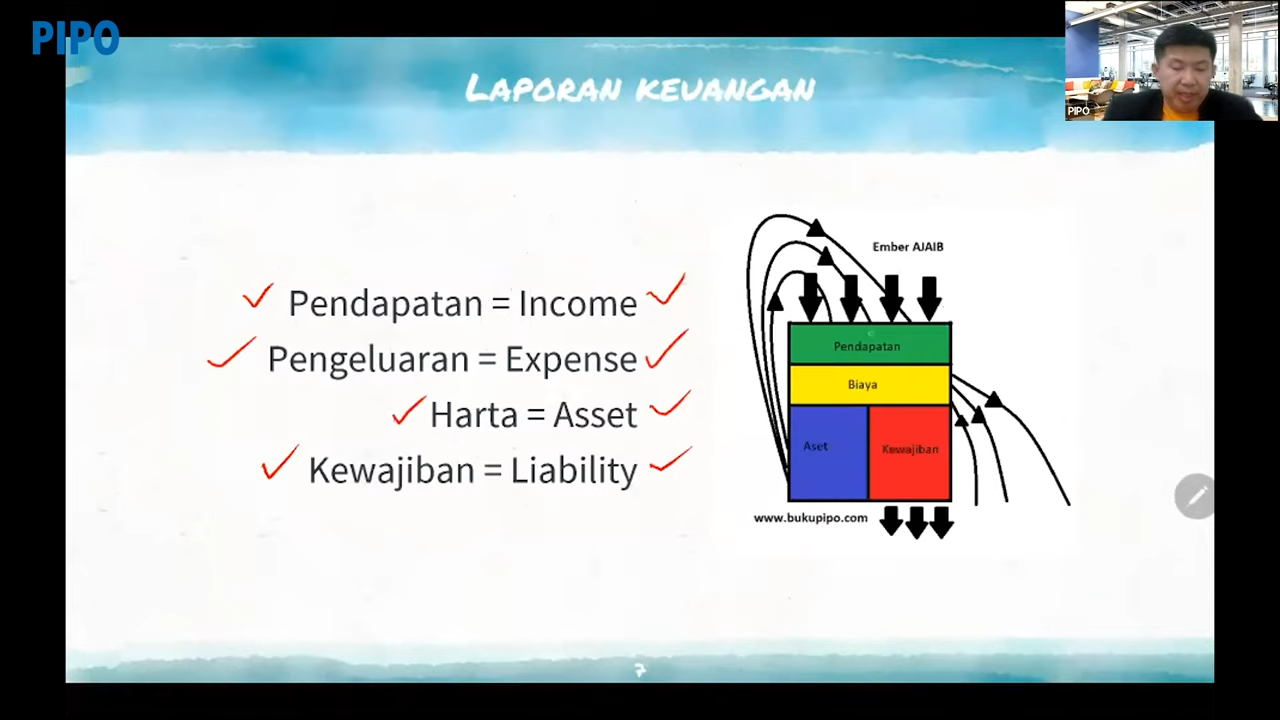 PIPO
PIPO
LAPORAN KEUANGAN
Pendapatan = Income
Pengeluaran = Expense
Harta = Asset
Kewajiban = Liability
Ember AJAIB
Pendapatan
Biaya
Aset
Kewajiban
www.bukupipo.com
7